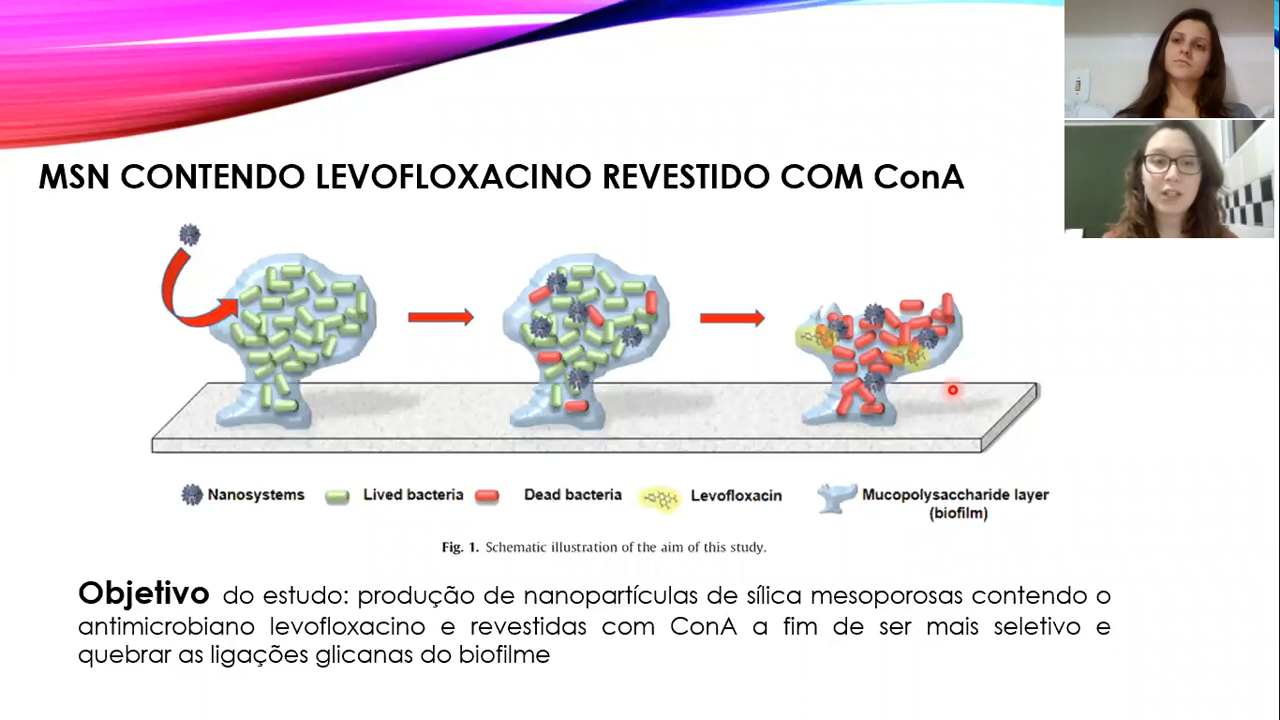 MSN CONTENDO LEVOFLOXACINO REVESTIDO COM ConA
Nanosystems Lived bacteria Dead bacteria Levofloxacin Mucopolysaccharide layer
(biofilm)
Fig. 1. Schematic illustration of the aim of this study.
Objetivo do estudo: produção de nanopartículas de sílica mesoporosas contendo o
antimicrobiano levofloxacino e revestidas com ConA a fim de ser mais seletivo e
quebrar as ligações glicanas do biofilme